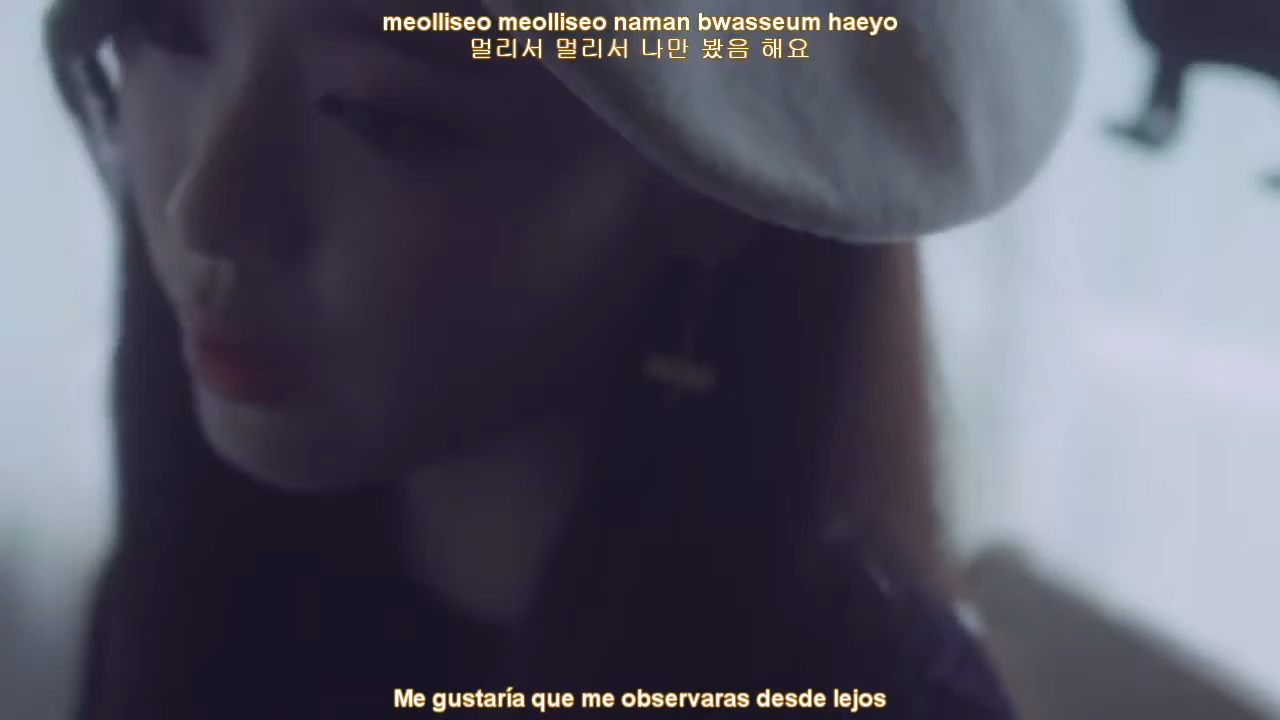 meolliseo meolliseo naman bwasseum haeyo
멀리서 멀리서 나만 봤음 해요
Me gustaría que me observaras desde lejos